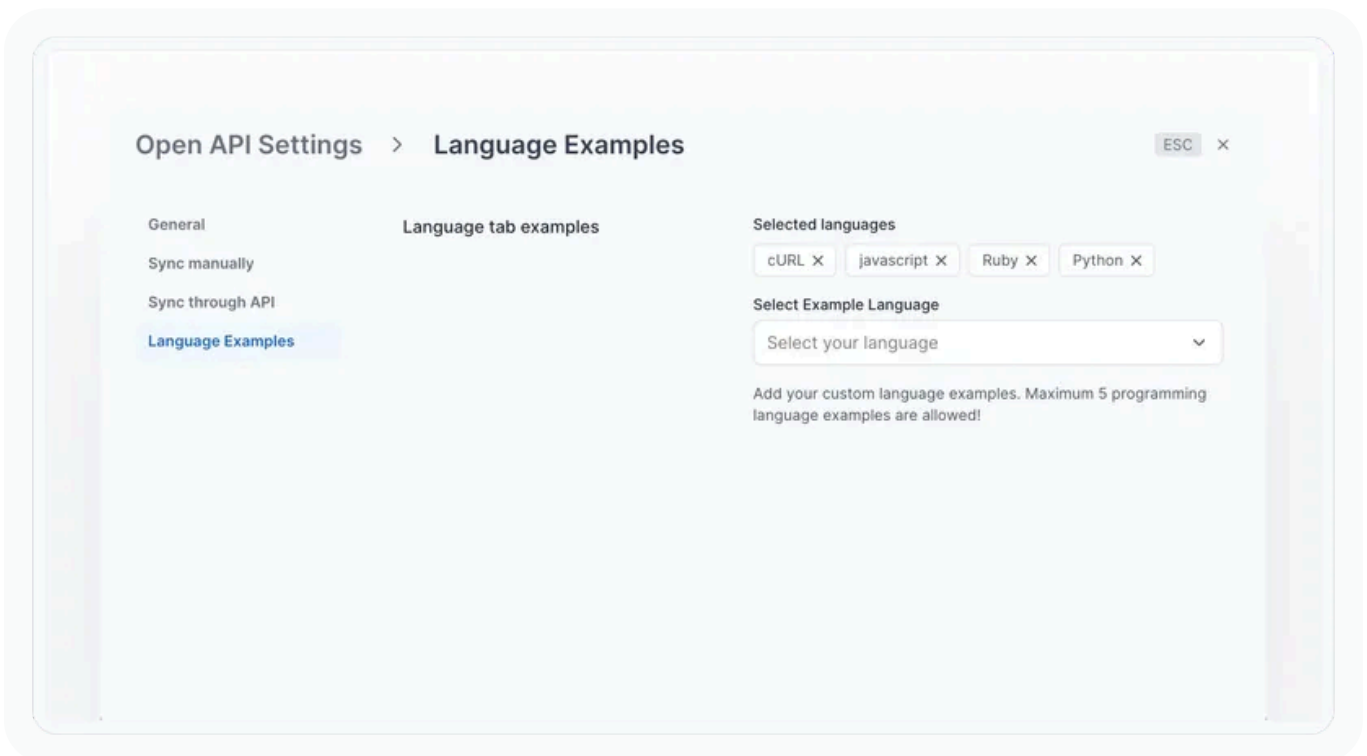 Open API Settings > Language Examples
ESC ×
General
Sync manually
Sync through API
Language Examples
Language tab examples
Selected languages
cURL ×
javascript ×
Ruby ×
Python ×
Select Example Language
Select your language
Add your custom language examples. Maximum 5 programming
language examples are allowed!